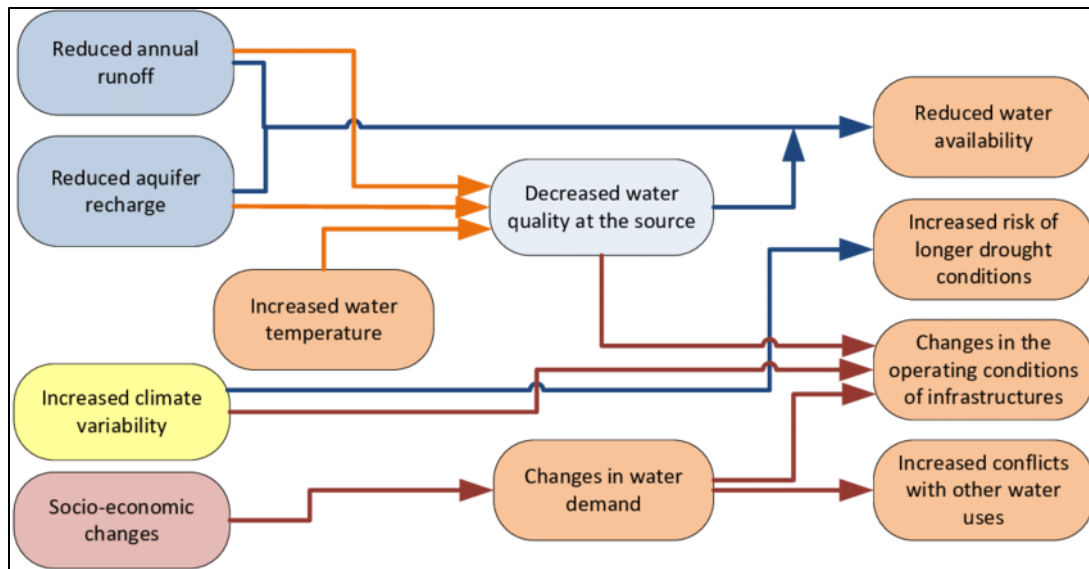 Reduced annual
runoff
Reduced aquifer
recharge
Increased water
temperature
Increased climate
variability
Socio-economic
changes
Decreased water
quality at the source
Changes in water
demand
Reduced water
availability
Increased risk of
longer drought
conditions
Changes in the
operating conditions
of infrastructures
Increased conflicts
with other water
uses